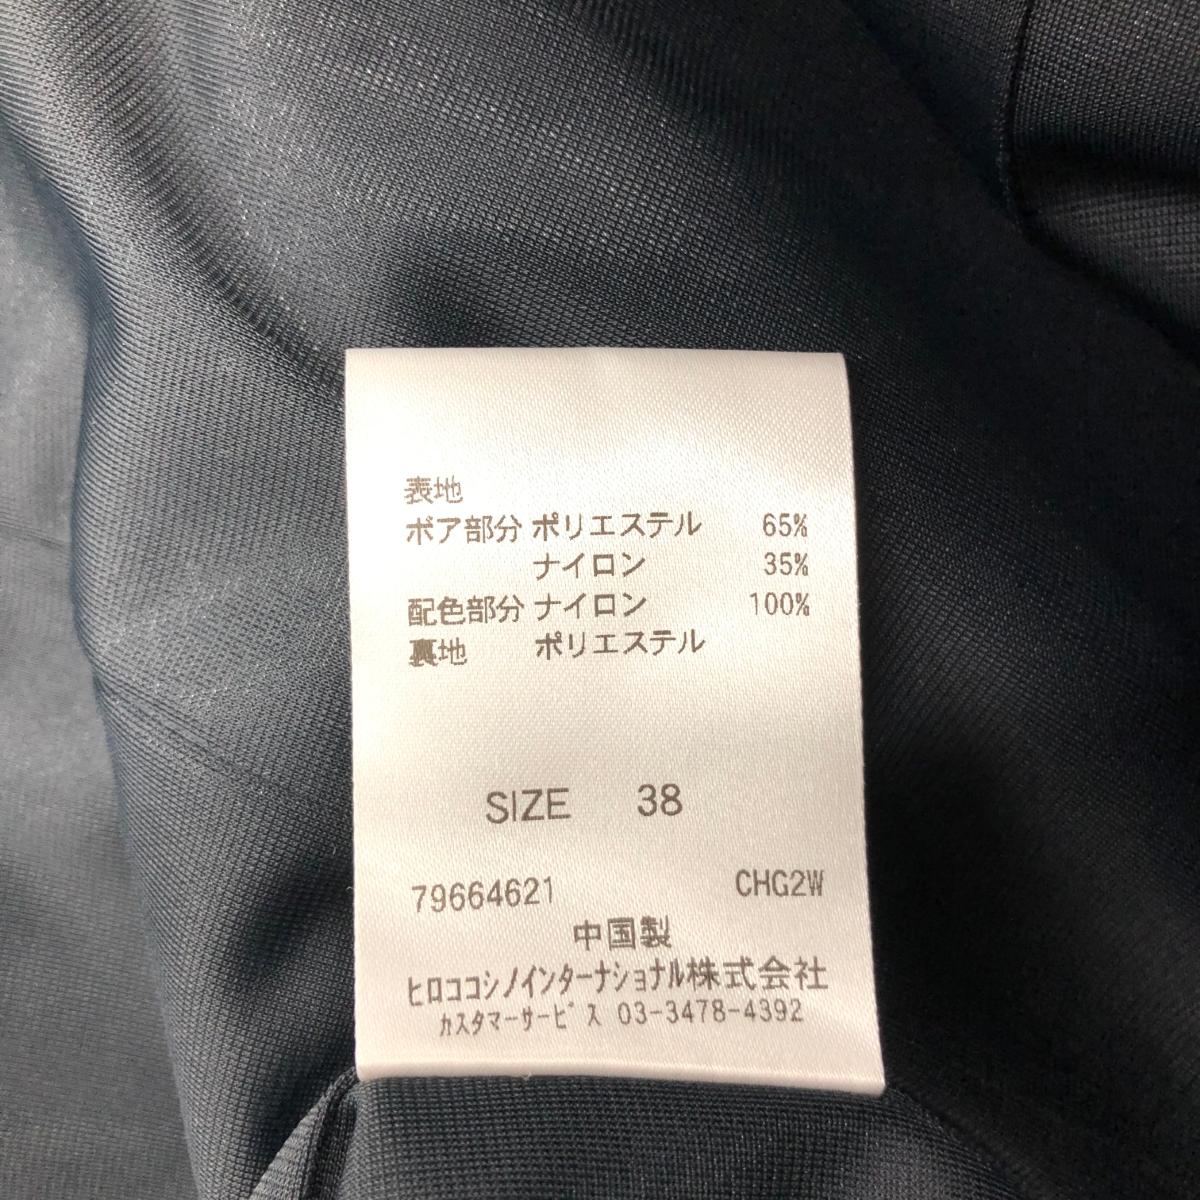 表地
ボア部分 ポリエステル 65%
ナイロン 35%
配色部分 ナイロン 100%
裏地 ポリエステル
SIZE 38
79664621 CHG2W
中国製
ヒロココシノインターナショナル株式会社
カスタマーサービス 03-3478-4392